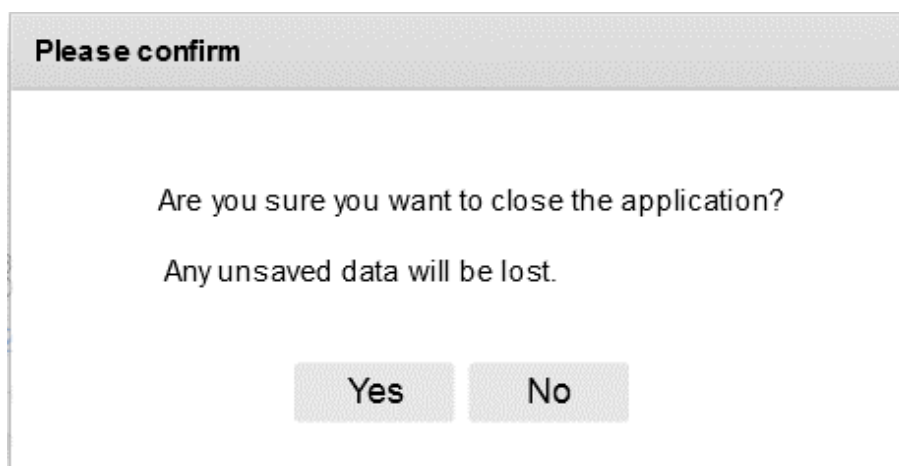 Please confirm
Are you sure you want to close the application?
Any unsaved data will be lost.
Yes No